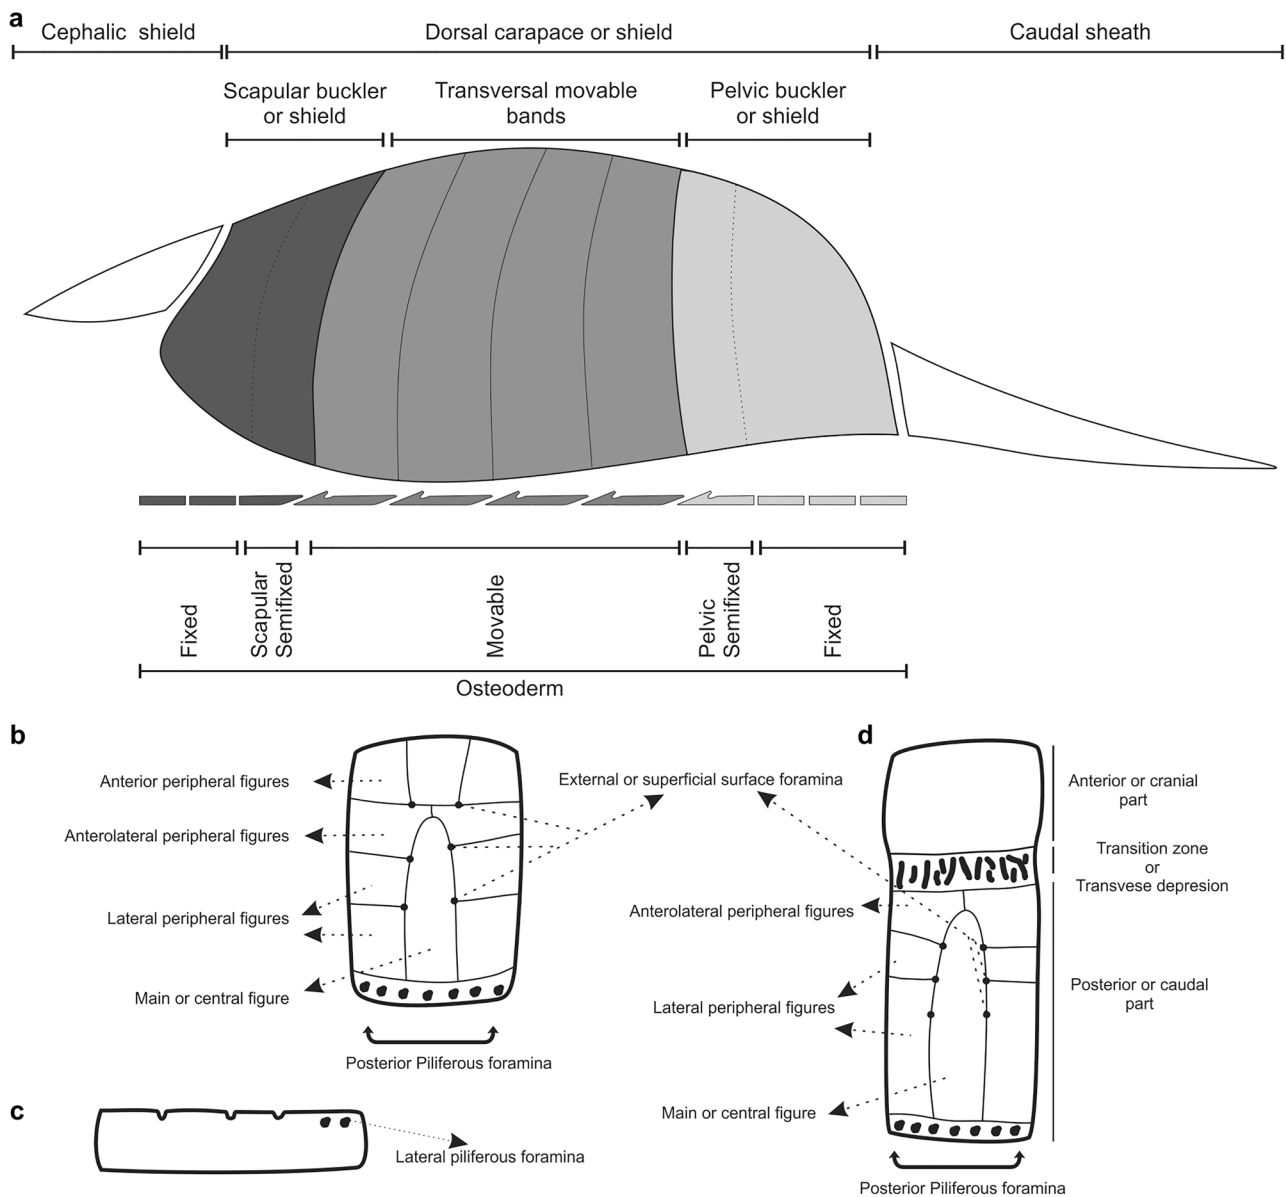 a
Cephalic shield
Dorsal carapace or shield
Caudal sheath
Scapular buckler
or shield
Transversal movable
bands
Pelvic buckler
or shield
Fixed
Scapular
Semifixed
Movable
Pelvic
Semifixed
Fixed
Osteoderm
b
Anterior peripheral figures
Anterolateral peripheral figures
Lateral peripheral figures
Main or central figure
Posterior Piliferous foramina
External or superficial surface foramina
c
Lateral piliferous foramina
d
Anterior or cranial
part
Transition zone
or
Transvese depresion
Anterolateral peripheral figures
Lateral peripheral figures
Posterior or caudal
part
Main or central figure
Posterior Piliferous foramina